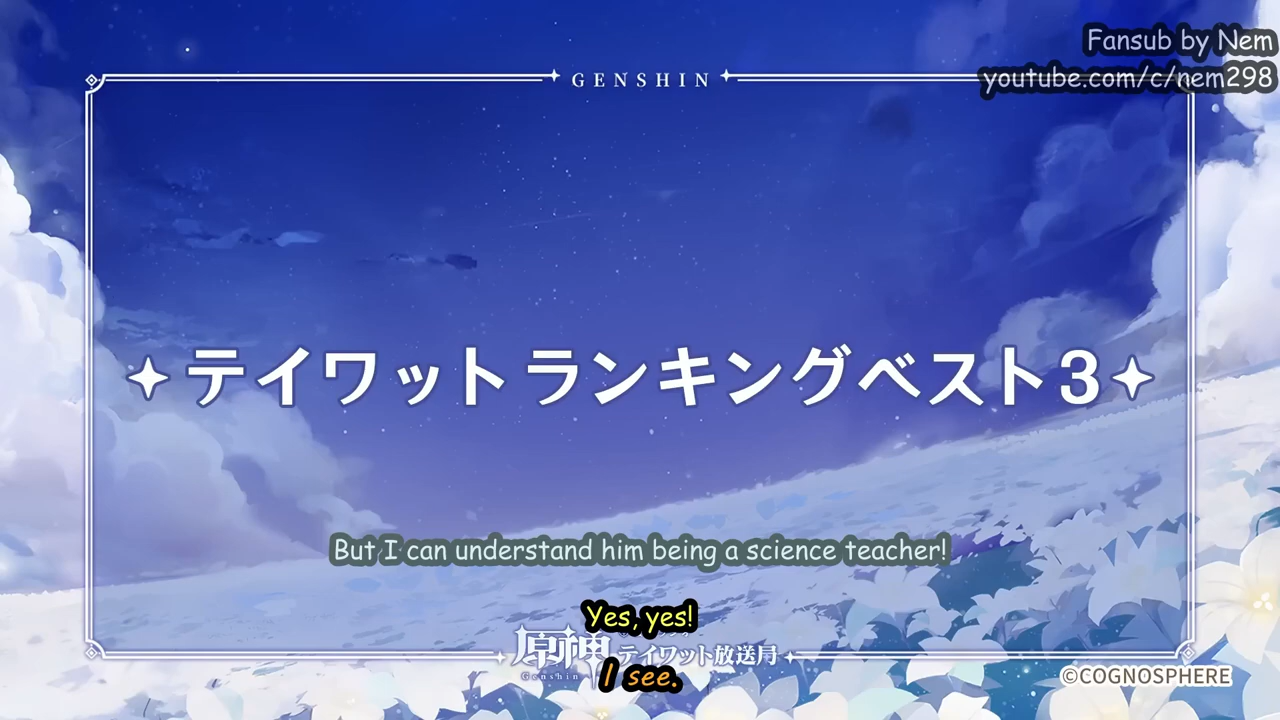 Fansub by Nem
GENSHIN
youtube.com/c/nem298
テイワットランキングベスト3
But I can understand him being a science teacher!
Yes, yes!
原神 テイワット放送局
Genshin
I see.
©COGNOSPHERE